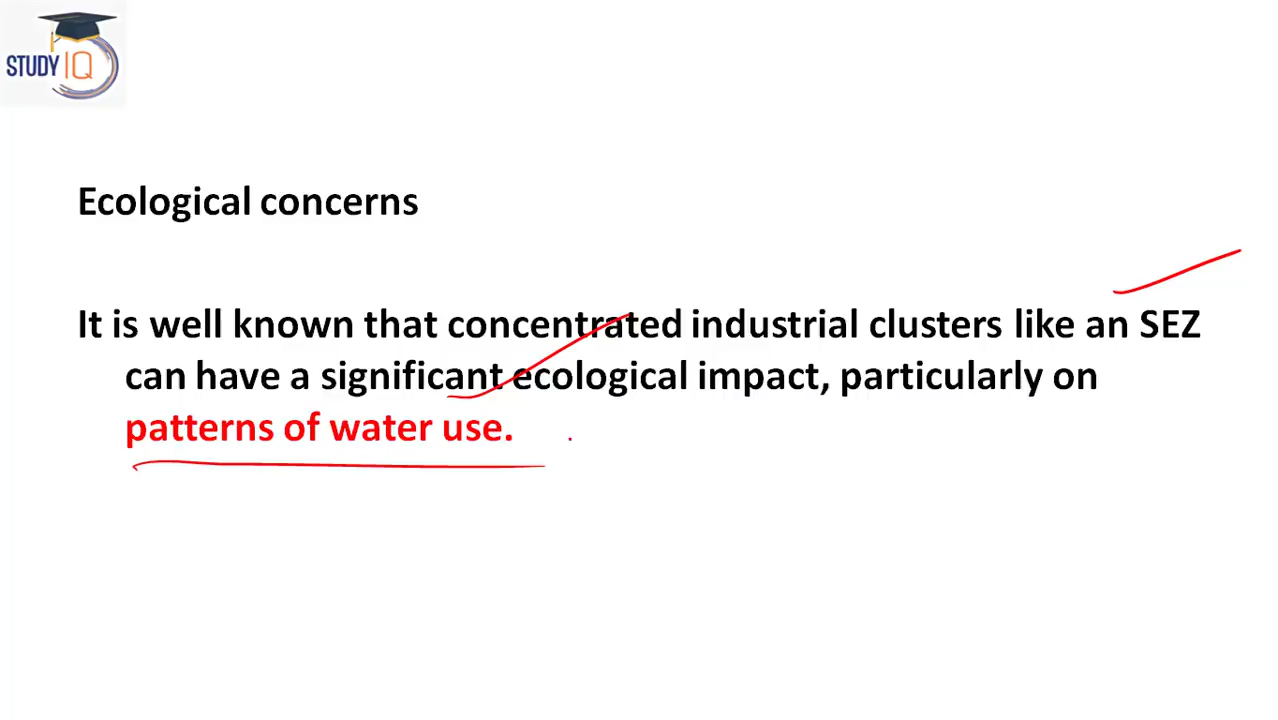 STUDY IQ
Ecological concerns
It is well known that concentrated industrial clusters like an SEZ
can have a significant ecological impact, particularly on
patterns of water use.